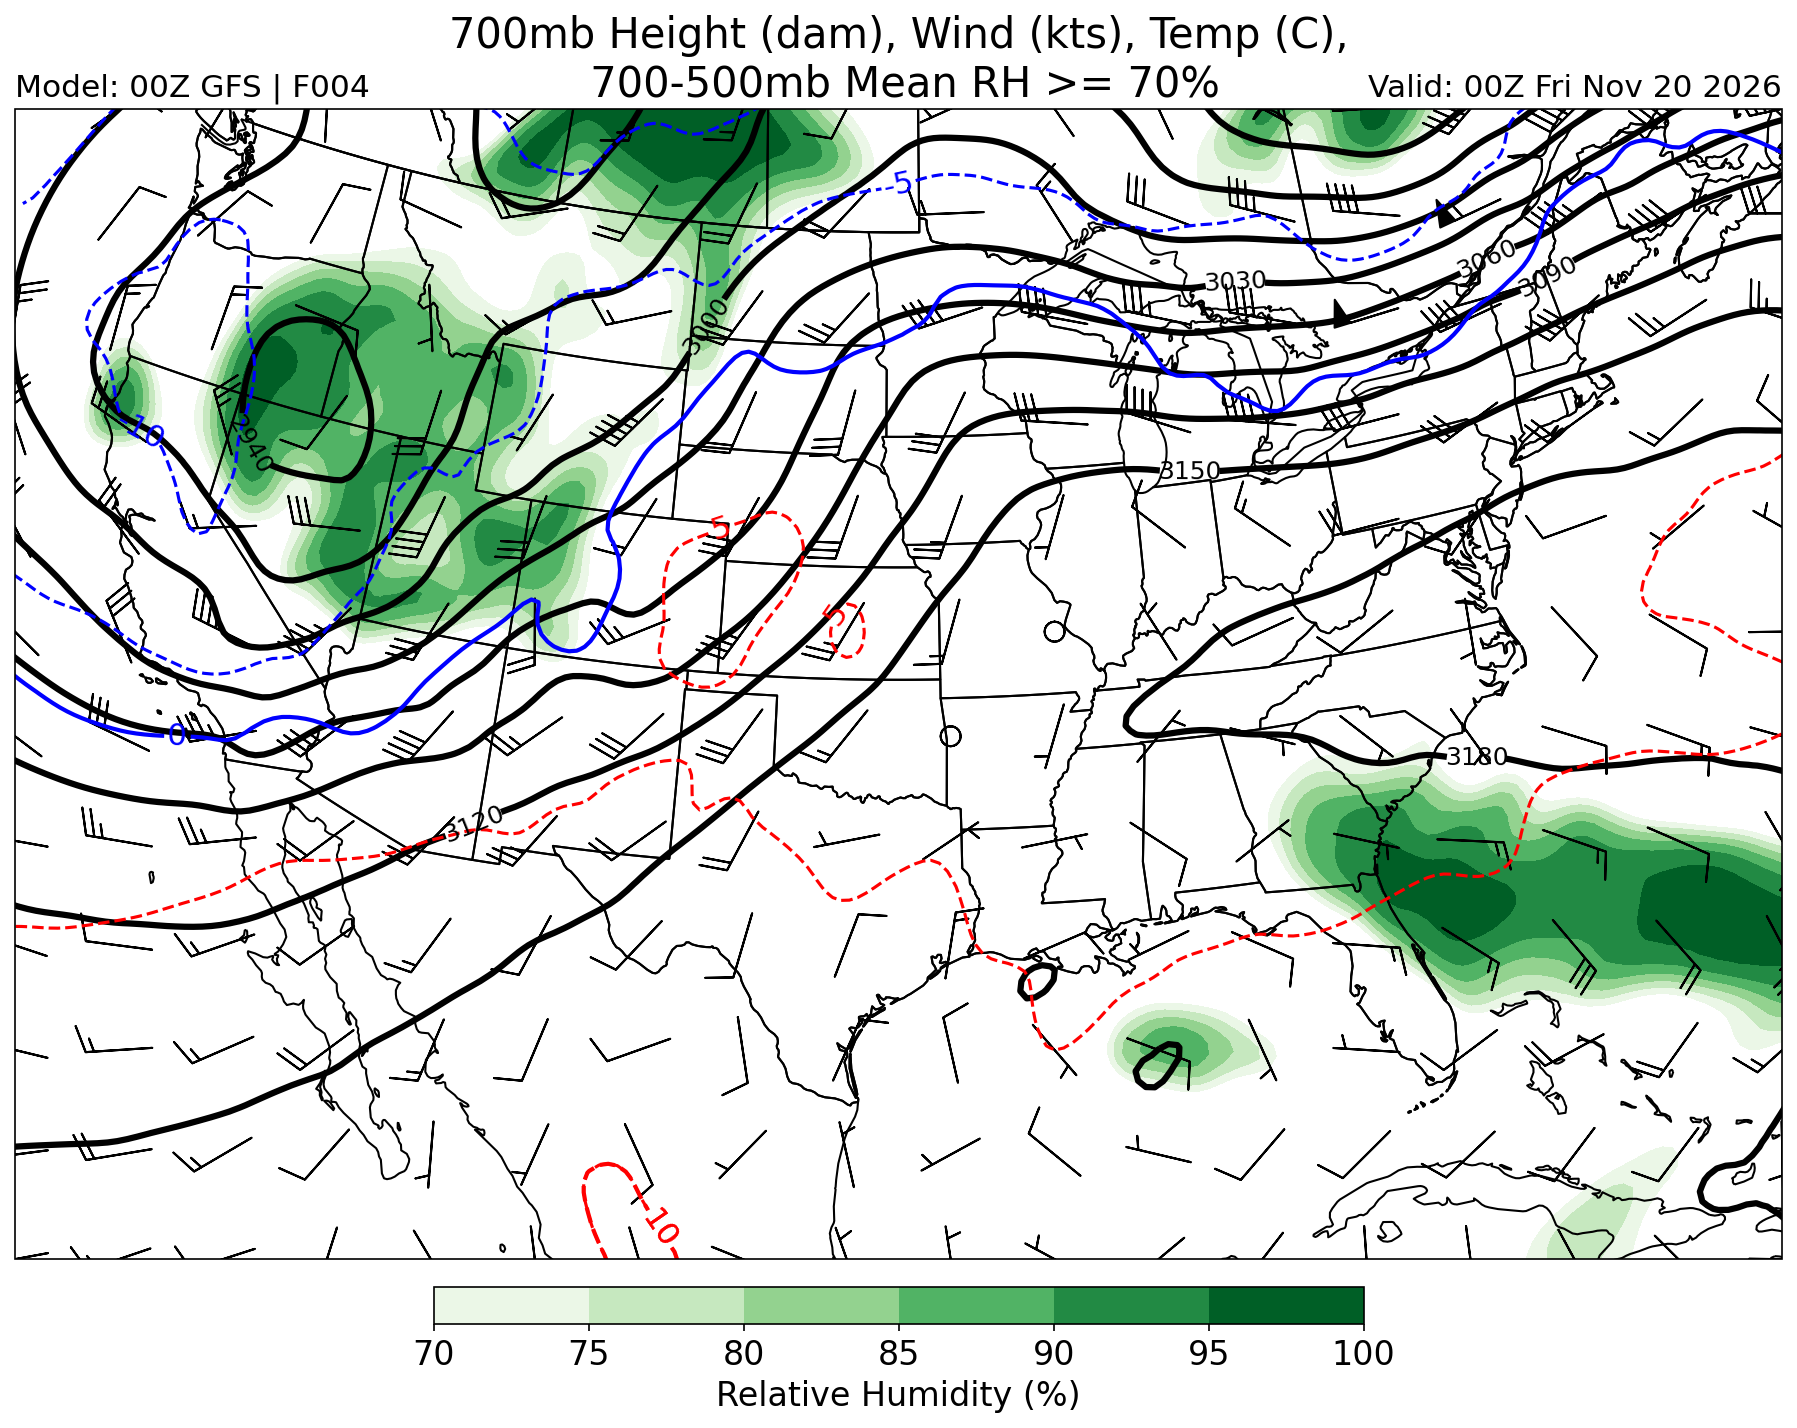 700mb Height (dam), Wind (kts), Temp (C),
700-500mb Mean RH >= 70%
Model: 00Z GFS | F004
Valid: 00Z Fri Nov 20 2026
5
3060
3030
3090
3000
10
2940
3150
5
5
0
3180
3120
10
70 75 80 85 90 95 100
Relative Humidity (%)